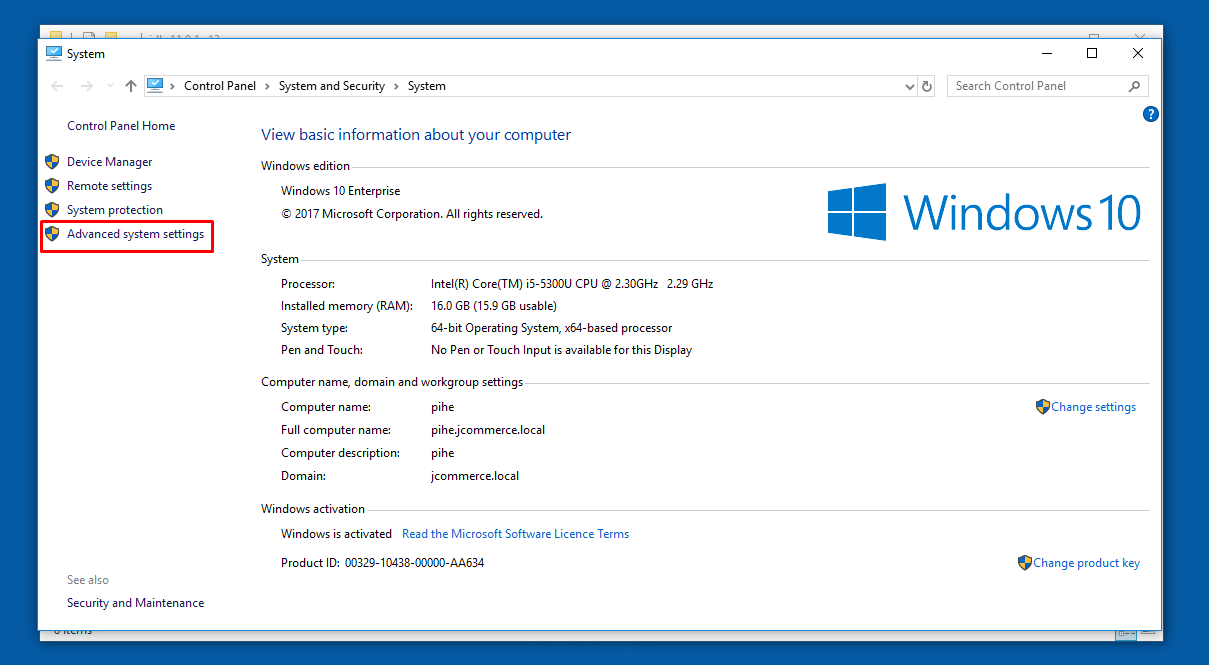 System
Control Panel > System and Security > System
Search Control Panel
?
Control Panel Home
Device Manager
Remote settings
System protection
Advanced system settings
View basic information about your computer
Windows edition
Windows 10 Enterprise
© 2017 Microsoft Corporation. All rights reserved.
Windows 10
System
Processor: Intel(R) Core(TM) i5-5300U CPU @ 2.30GHz 2.29 GHz
Installed memory (RAM): 16.0 GB (15.9 GB usable)
System type: 64-bit Operating System, x64-based processor
Pen and Touch: No Pen or Touch Input is available for this Display
Computer name, domain and workgroup settings
Computer name: pihe
Change settings
Full computer name: pihe.jcommerce.local
Computer description: pihe
Domain: jcommerce.local
Windows activation
Windows is activated Read the Microsoft Software Licence Terms
Product ID: 00329-10438-00000-AA634
Change product key
See also
Security and Maintenance
items